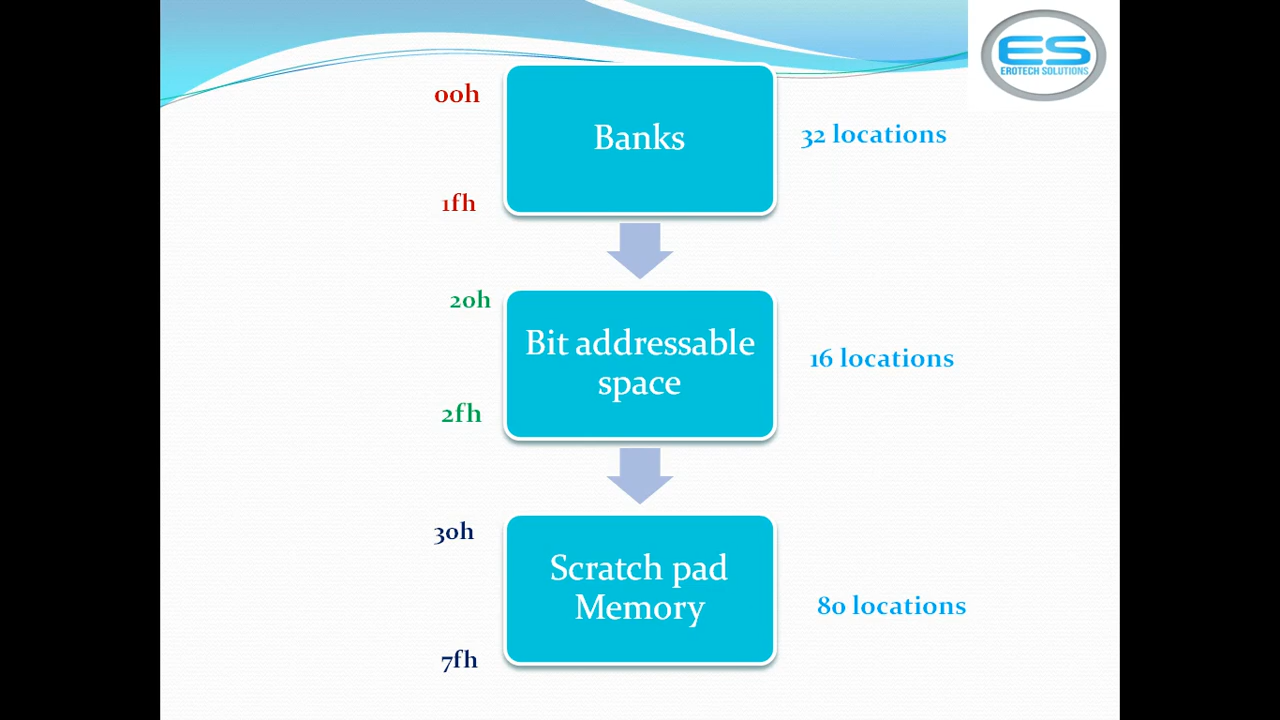 ES
EROTECH SOLUTIONS
00h
Banks
32 locations
1fh
20h
Bit addressable
space
16 locations
2fh
30h
Scratch pad
Memory
80 locations
7fh